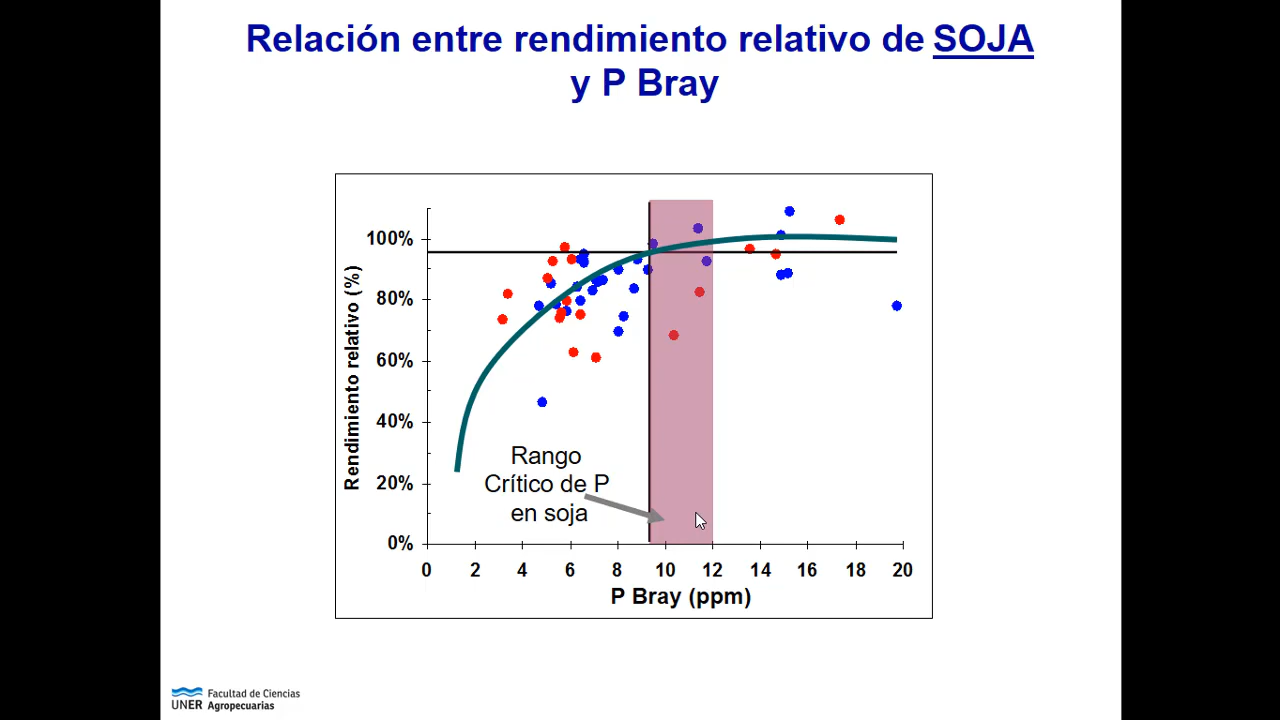 Relación entre rendimiento relativo de SOJA
y P Bray
Rendimiento relativo (%)
100%
80%
60%
40%
20%
0%
Rango
Crítico de P
en soja
0 2 4 6 8 10 12 14 16 18 20
P Bray (ppm)
UNER
Facultad de Ciencias
Agropecuarias